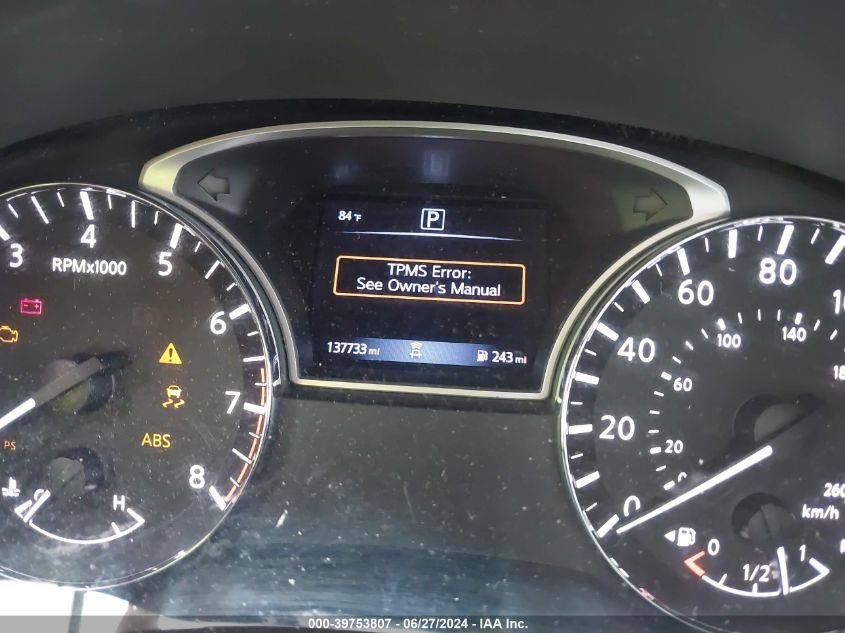 84 °F P
TPMS Error:
See Owner's Manual
137733 mi 243 mi
3 4 5 6 7 8
RPMx1000
ABS
PS
H
0 20 40 60 80
20 60 100 140
km/h
0 1/2 1
000-39753807 - 06/27/2024 - IAA Inc.